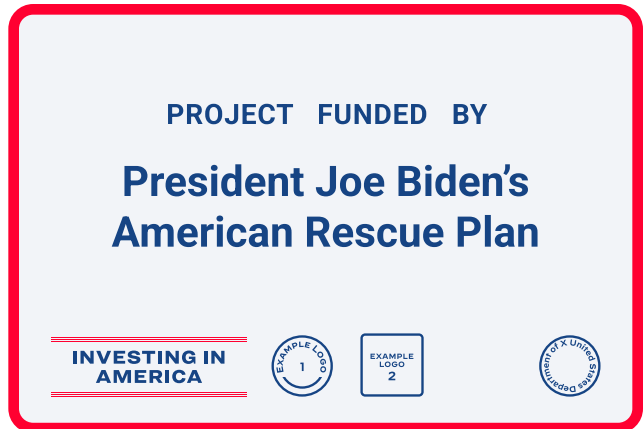 PROJECT FUNDED BY
President Joe Biden’s
American Rescue Plan
INVESTING IN
AMERICA
EXAMPLE LOGO
1
EXAMPLE
LOGO
2
Department of X United States